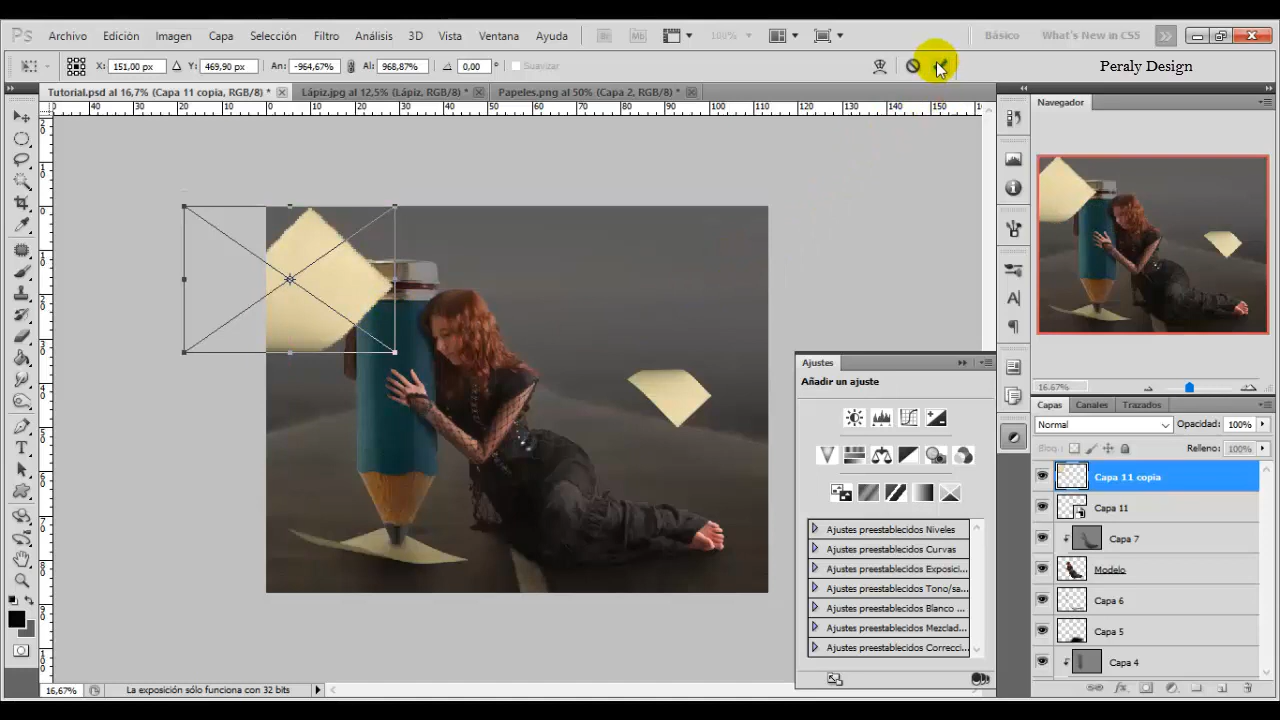 Ps Archivo Edición Imagen Capa Selección Filtro Análisis 3D Vista Ventana Ayuda Br Mb 100% Básico What's New in CS5
X: 151,00 px Y: 469,90 px An: -964,67% Al: 968,87% 0,00 ° Suavizar Peraly Design
Tutorial.psd al 16,7% (Capa 11 copia, RGB/8) * Lápiz.jpg al 12,5% (Lápiz, RGB/8) * Papeles.png al 50% (Capa 2, RGB/8) *
Navegador
Ajustes
Añadir un ajuste
Ajustes preestablecidos Niveles
Ajustes preestablecidos Curvas
Ajustes preestablecidos Exposici...
Ajustes preestablecidos Tono/sa...
Ajustes preestablecidos Blanco ...
Ajustes preestablecidos Mezclad...
Ajustes preestablecidos Correcci...
16.67%
Capas Canales Trazados
Normal Opacidad: 100%
Bloq.: Relleno: 100%
Capa 11 copia
Capa 11
Capa 7
Modelo
Capa 6
Capa 5
Capa 4
16,67% La exposición sólo funciona con 32 bits